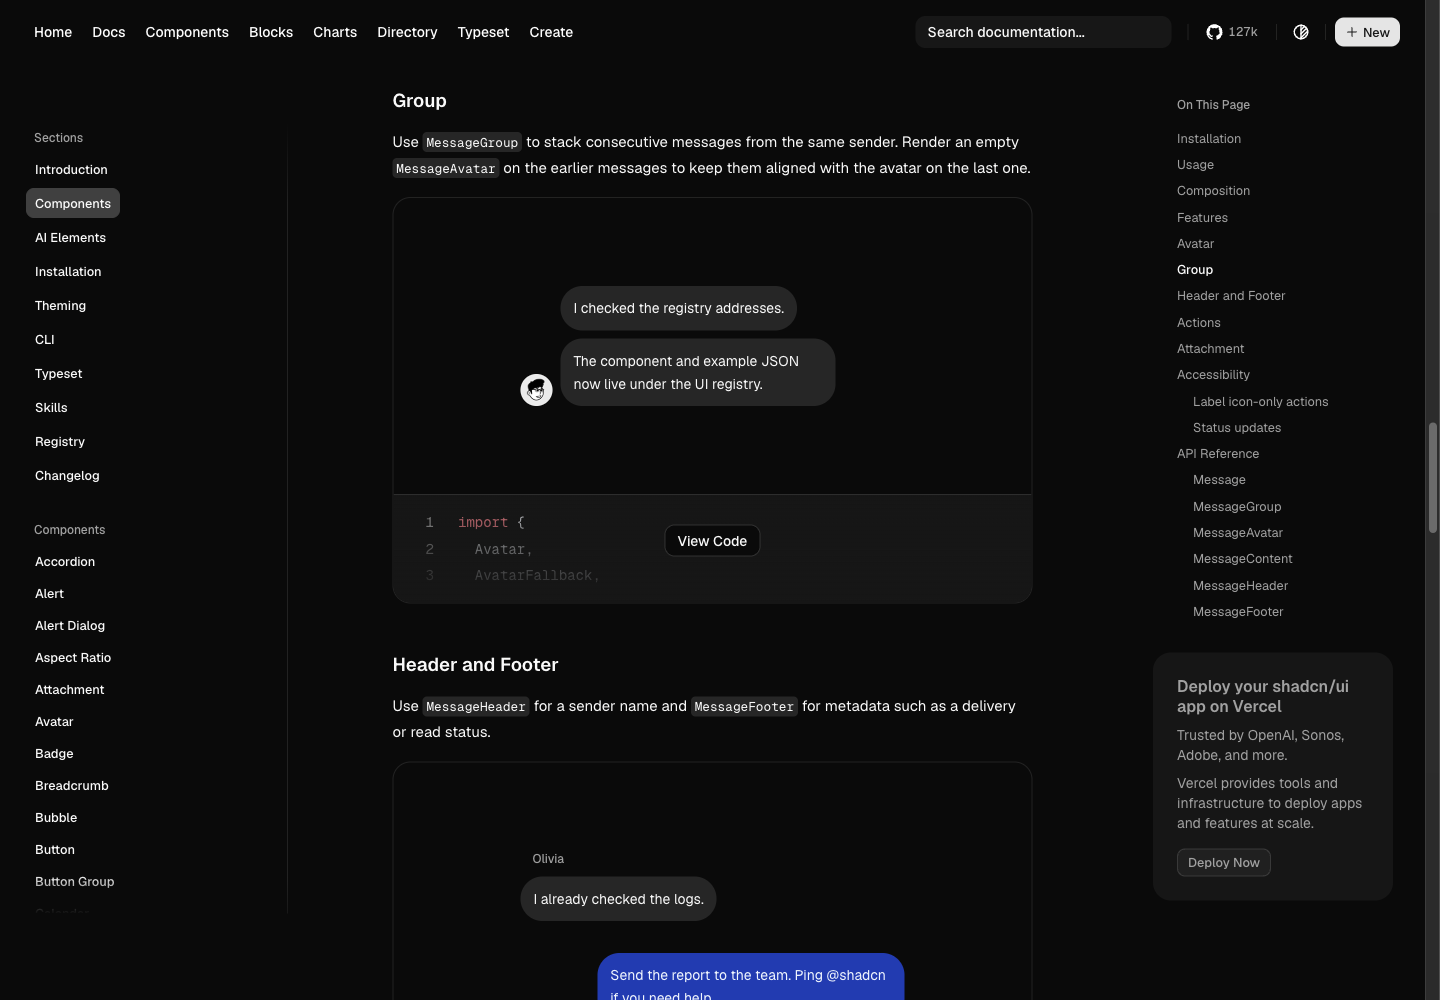 Home Docs Components Blocks Charts Directory Typeset Create
Search documentation...
127k
New
Sections
Introduction
Components
AI Elements
Installation
Theming
CLI
Typeset
Skills
Registry
Changelog
Components
Accordion
Alert
Alert Dialog
Aspect Ratio
Attachment
Avatar
Badge
Breadcrumb
Bubble
Button
Button Group
Calendar
Group
Use MessageGroup to stack consecutive messages from the same sender. Render an empty
MessageAvatar on the earlier messages to keep them aligned with the avatar on the last one.
I checked the registry addresses.
The component and example JSON
now live under the UI registry.
1 import {
2 Avatar,
3 AvatarFallback,
View Code
Header and Footer
Use MessageHeader for a sender name and MessageFooter for metadata such as a delivery
or read status.
Olivia
I already checked the logs.
Send the report to the team. Ping @shadcn
if you need help.
On This Page
Installation
Usage
Composition
Features
Avatar
Group
Header and Footer
Actions
Attachment
Accessibility
Label icon-only actions
Status updates
API Reference
Message
MessageGroup
MessageAvatar
MessageContent
MessageHeader
MessageFooter
Deploy your shadcn/ui
app on Vercel
Trusted by OpenAI, Sonos,
Adobe, and more.
Vercel provides tools and
infrastructure to deploy apps
and features at scale.
Deploy Now